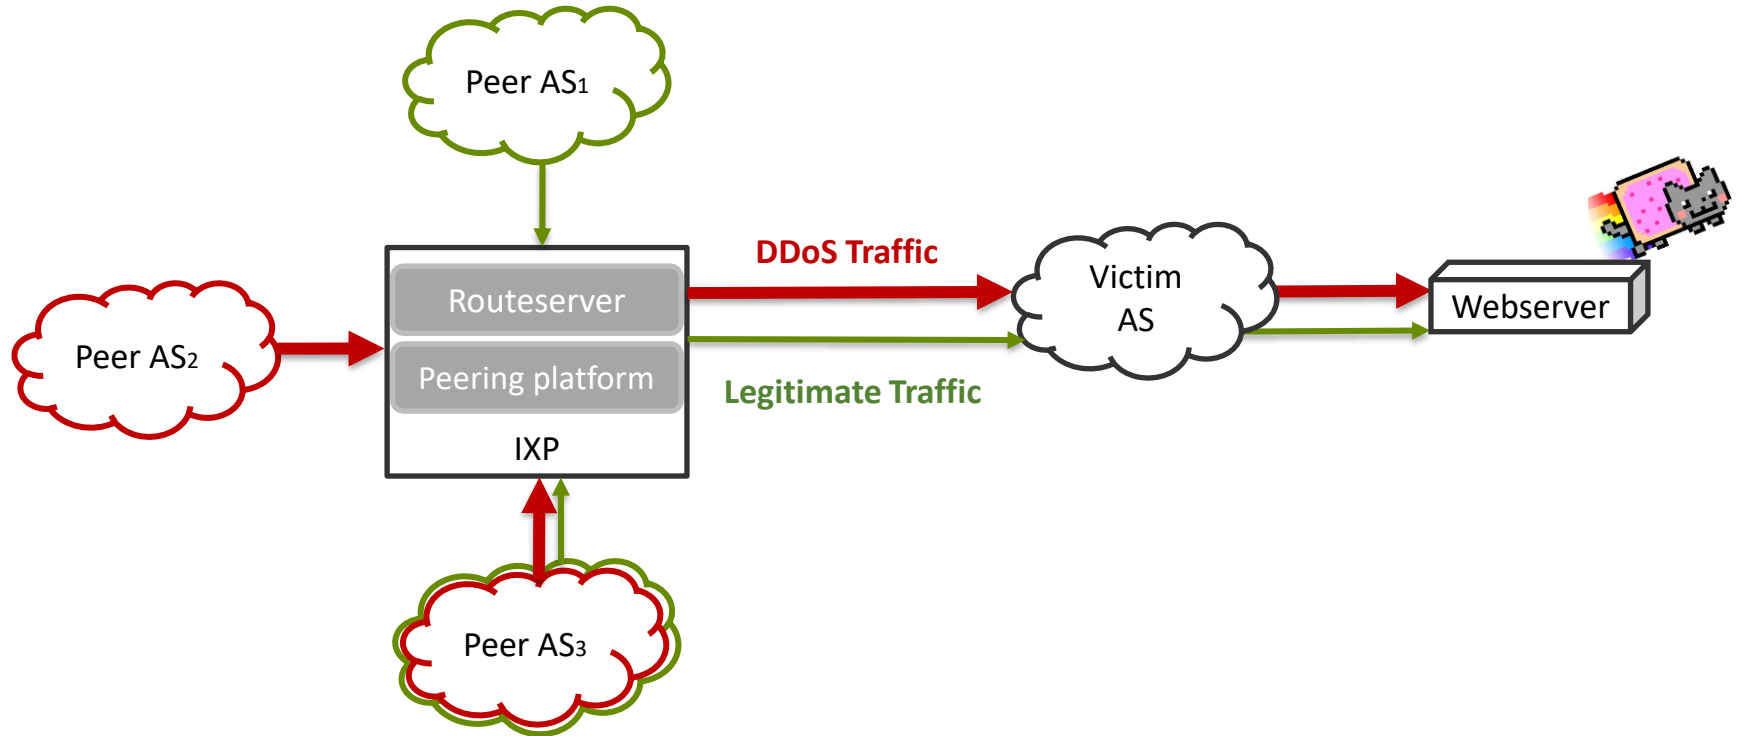 Peer AS1
DDoS Traffic
Victim
AS
Routeserver
Webserver
Peer AS2
Peering platform
Legitimate Traffic
IXP
Peer AS3